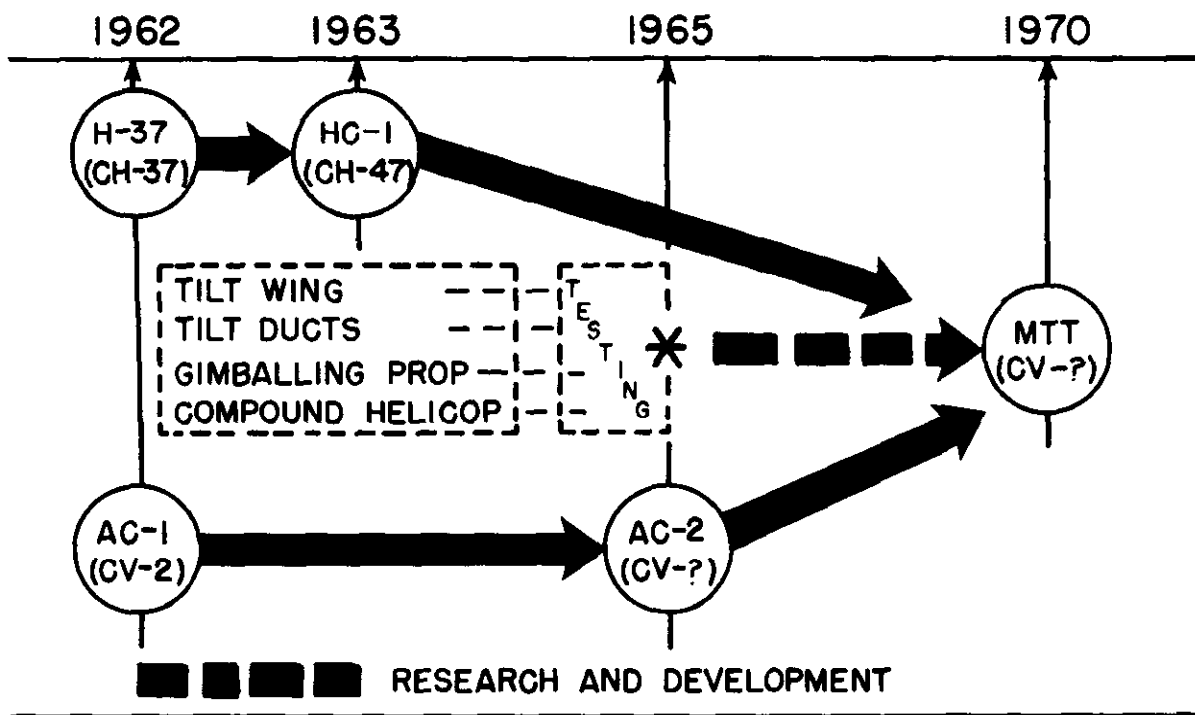 1962 1963 1965 1970
H-37
(CH-37)
HC-1
(CH-47)
TILT WING
TILT DUCTS
GIMBALLING PROP
COMPOUND HELICOP
TESTING
MTT
(CV-?)
AC-1
(CV-2)
AC-2
(CV-?)
RESEARCH AND DEVELOPMENT